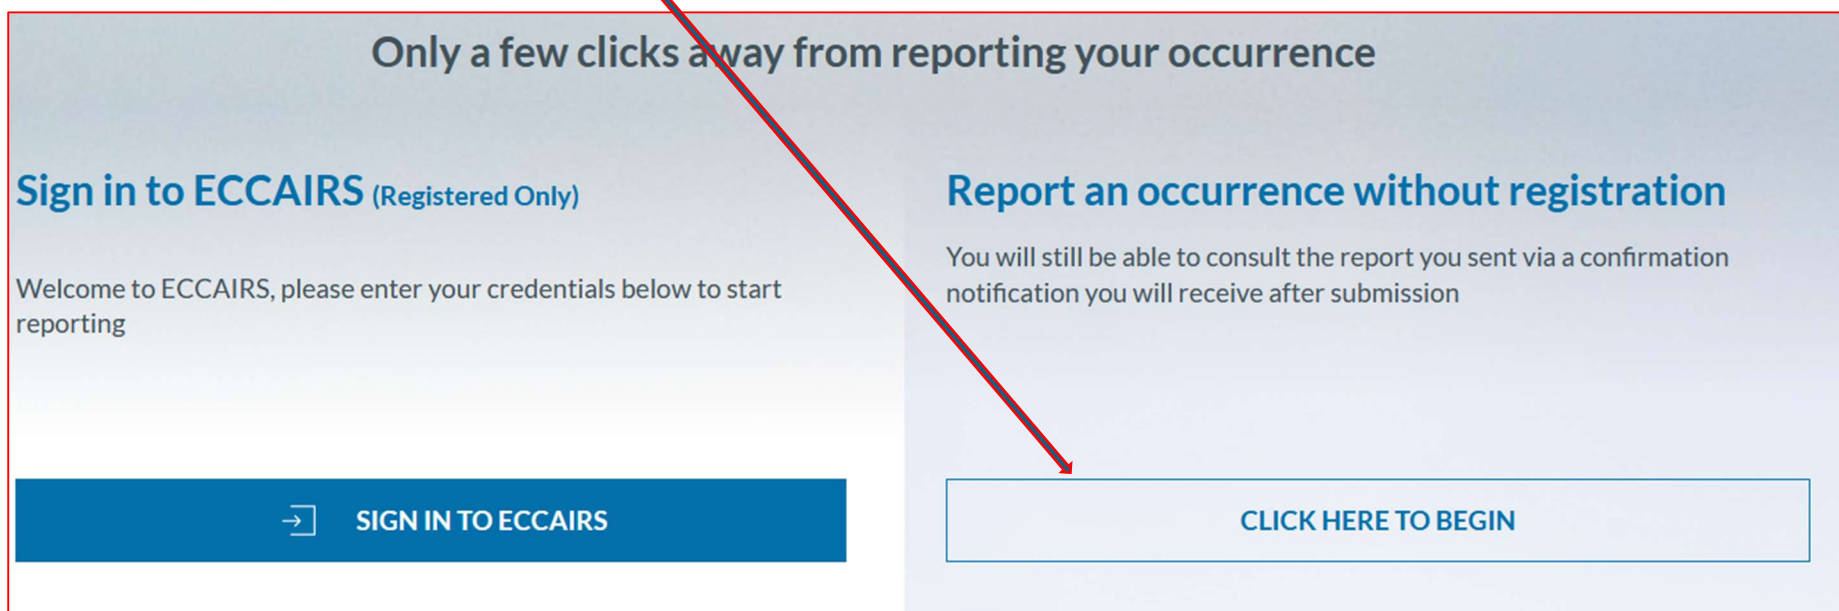 Only a few clicks away from reporting your occurrence
Sign in to ECCAIRS (Registered Only)
Welcome to ECCAIRS, please enter your credentials below to start
reporting
SIGN IN TO ECCAIRS
Report an occurrence without registration
You will still be able to consult the report you sent via a confirmation
notification you will receive after submission
CLICK HERE TO BEGIN